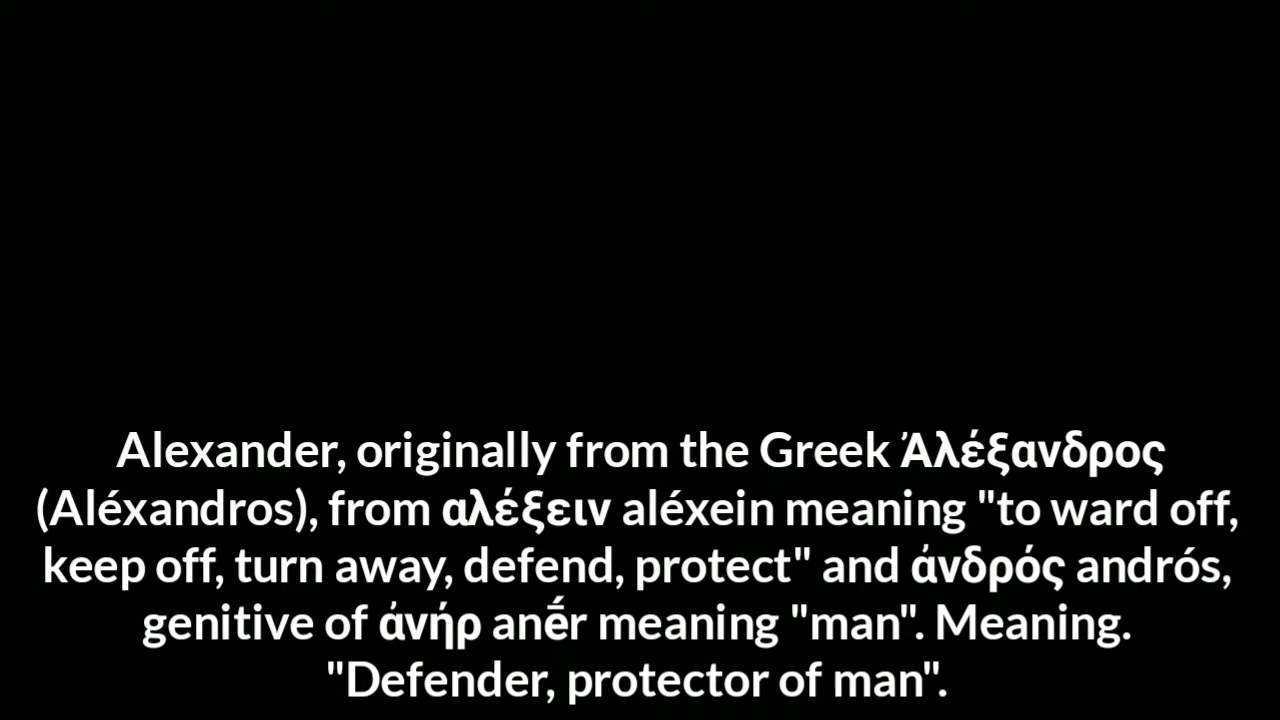 Alexander, originally from the Greek Ἀλέξανδρος
(Aléxandros), from αλέξειν aléxein meaning "to ward off,
keep off, turn away, defend, protect" and ἀνδρός andrós,
genitive of ἀνήρ anḗr meaning "man". Meaning.
"Defender, protector of man".